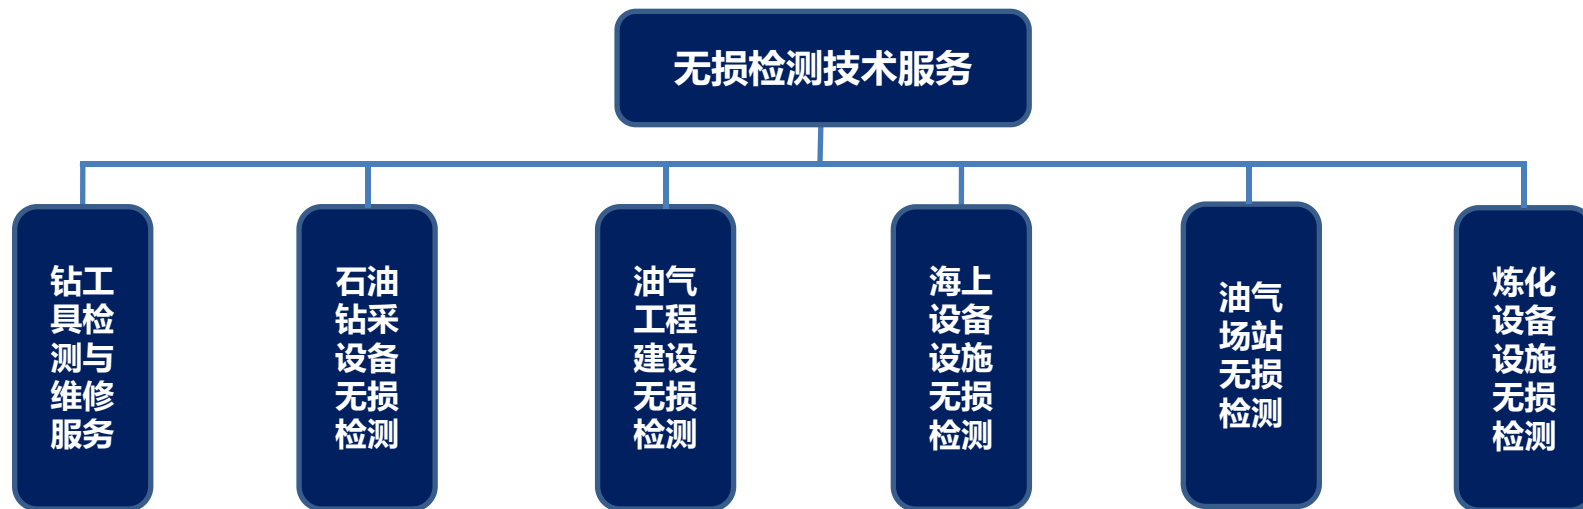 无损检测技术服务
钻工
具检
测与
维修
服务
石油
钻采
设备
无损
检测
油气
工程
建设
无损
检测
海上
设备
设施
无损
检测
油气
场站
无损
检测
炼化
设备
设施
无损
检测